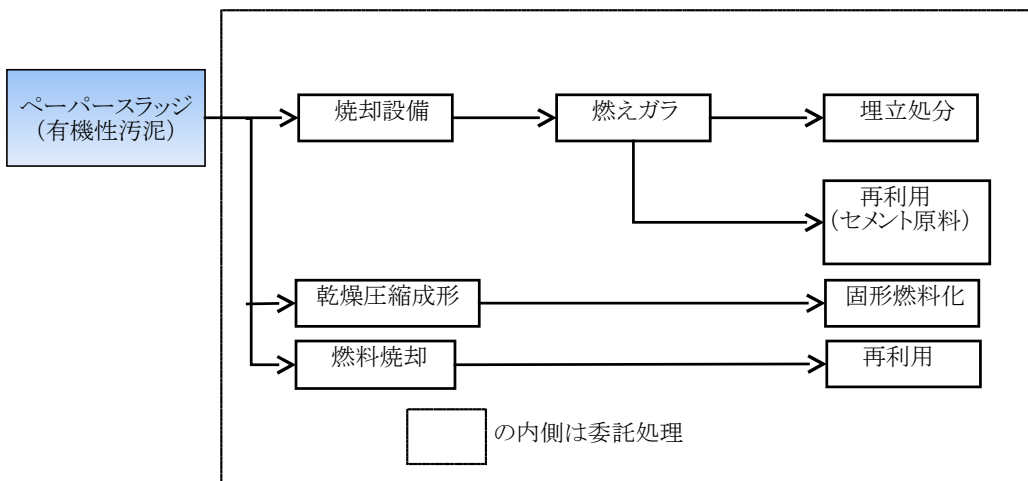 ペーパースラッジ
(有機性汚泥)
焼却設備
燃えガラ
埋立処分
再利用
(セメント原料)
乾燥圧縮成形
固形燃料化
燃料焼却
再利用
の内側は委託処理